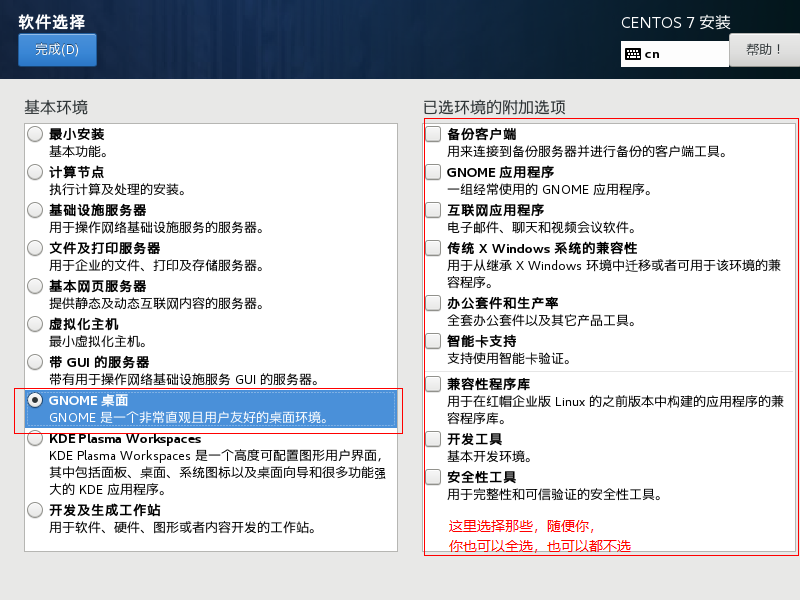 软件选择
CENTOS 7 安装
完成(D)
cn
帮助！
基本环境
最小安装
基本功能。
计算节点
执行计算及处理的安装。
基础设施服务器
用于操作网络基础设施服务的服务器。
文件及打印服务器
用于企业的文件、打印及存储服务器。
基本网页服务器
提供静态及动态互联网内容的服务器。
虚拟化主机
最小虚拟化主机。
带 GUI 的服务器
带有用于操作网络基础设施服务 GUI 的服务器。
GNOME 桌面
GNOME 是一个非常直观且用户友好的桌面环境。
KDE Plasma Workspaces
KDE Plasma Workspaces 是一个高度可配置图形用户界面，
其中包括面板、桌面、系统图标以及桌面向导和很多功能强
大的 KDE 应用程序。
开发及生成工作站
用于软件、硬件、图形或者内容开发的工作站。
已选环境的附加选项
备份客户端
用来连接到备份服务器并进行备份的客户端工具。
GNOME 应用程序
一组经常使用的 GNOME 应用程序。
互联网应用程序
电子邮件、聊天和视频会议软件。
传统 X Windows 系统的兼容性
用于从继承 X Windows 环境中迁移或者可用于该环境的兼
容程序。
办公套件和生产率
全套办公套件以及其它产品工具。
智能卡支持
支持使用智能卡验证。
兼容性程序库
用于在红帽企业版 Linux 的之前版本中构建的应用程序的兼
容程序库。
开发工具
基本开发环境。
安全性工具
用于完整性和可信验证的安全性工具。
这里选择那些，随便你，
你也可以全选，也可以都不选